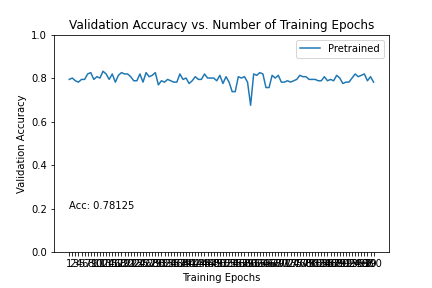 Validation Accuracy vs. Number of Training Epochs
1.0
Pretrained
0.8
0.6
Validation Accuracy
0.4
Acc: 0.78125
0.2
0.0
Training Epochs